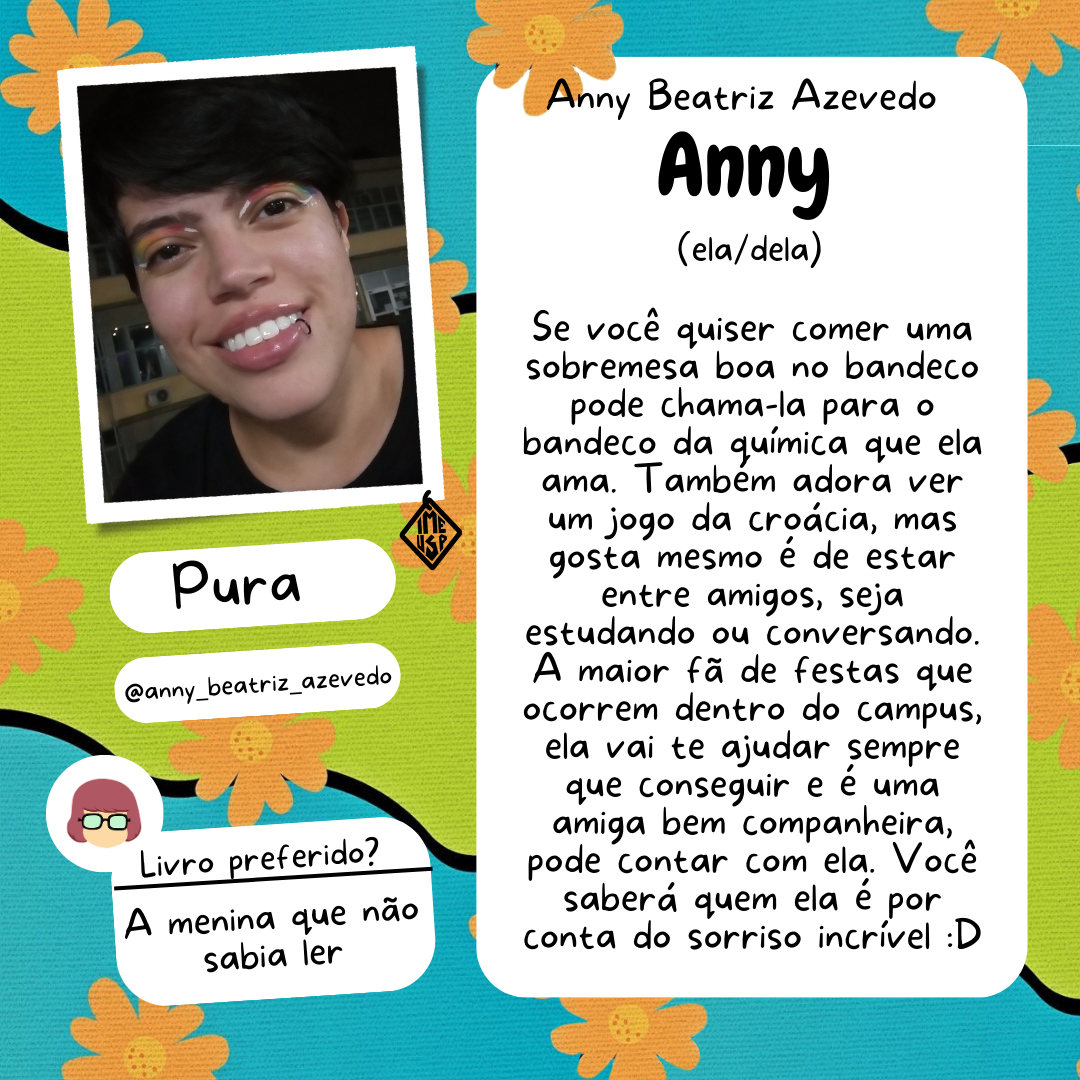 Anny Beatriz Azevedo
Anny
(ela/dela)
Se você quiser comer uma
sobremesa boa no bandeco
pode chama-la para o
bandeco da química que ela
ama. Também adora ver
um jogo da croácia, mas
gosta mesmo é de estar
entre amigos, seja
estudando ou conversando.
A maior fã de festas que
ocorrem dentro do campus,
ela vai te ajudar sempre
que conseguir e é uma
amiga bem companheira,
pode contar com ela. Você
saberá quem ela é por
conta do sorriso incrível :D
IME
USP
Pura
@anny_beatriz_azevedo
Livro preferido?
A menina que não
sabia ler